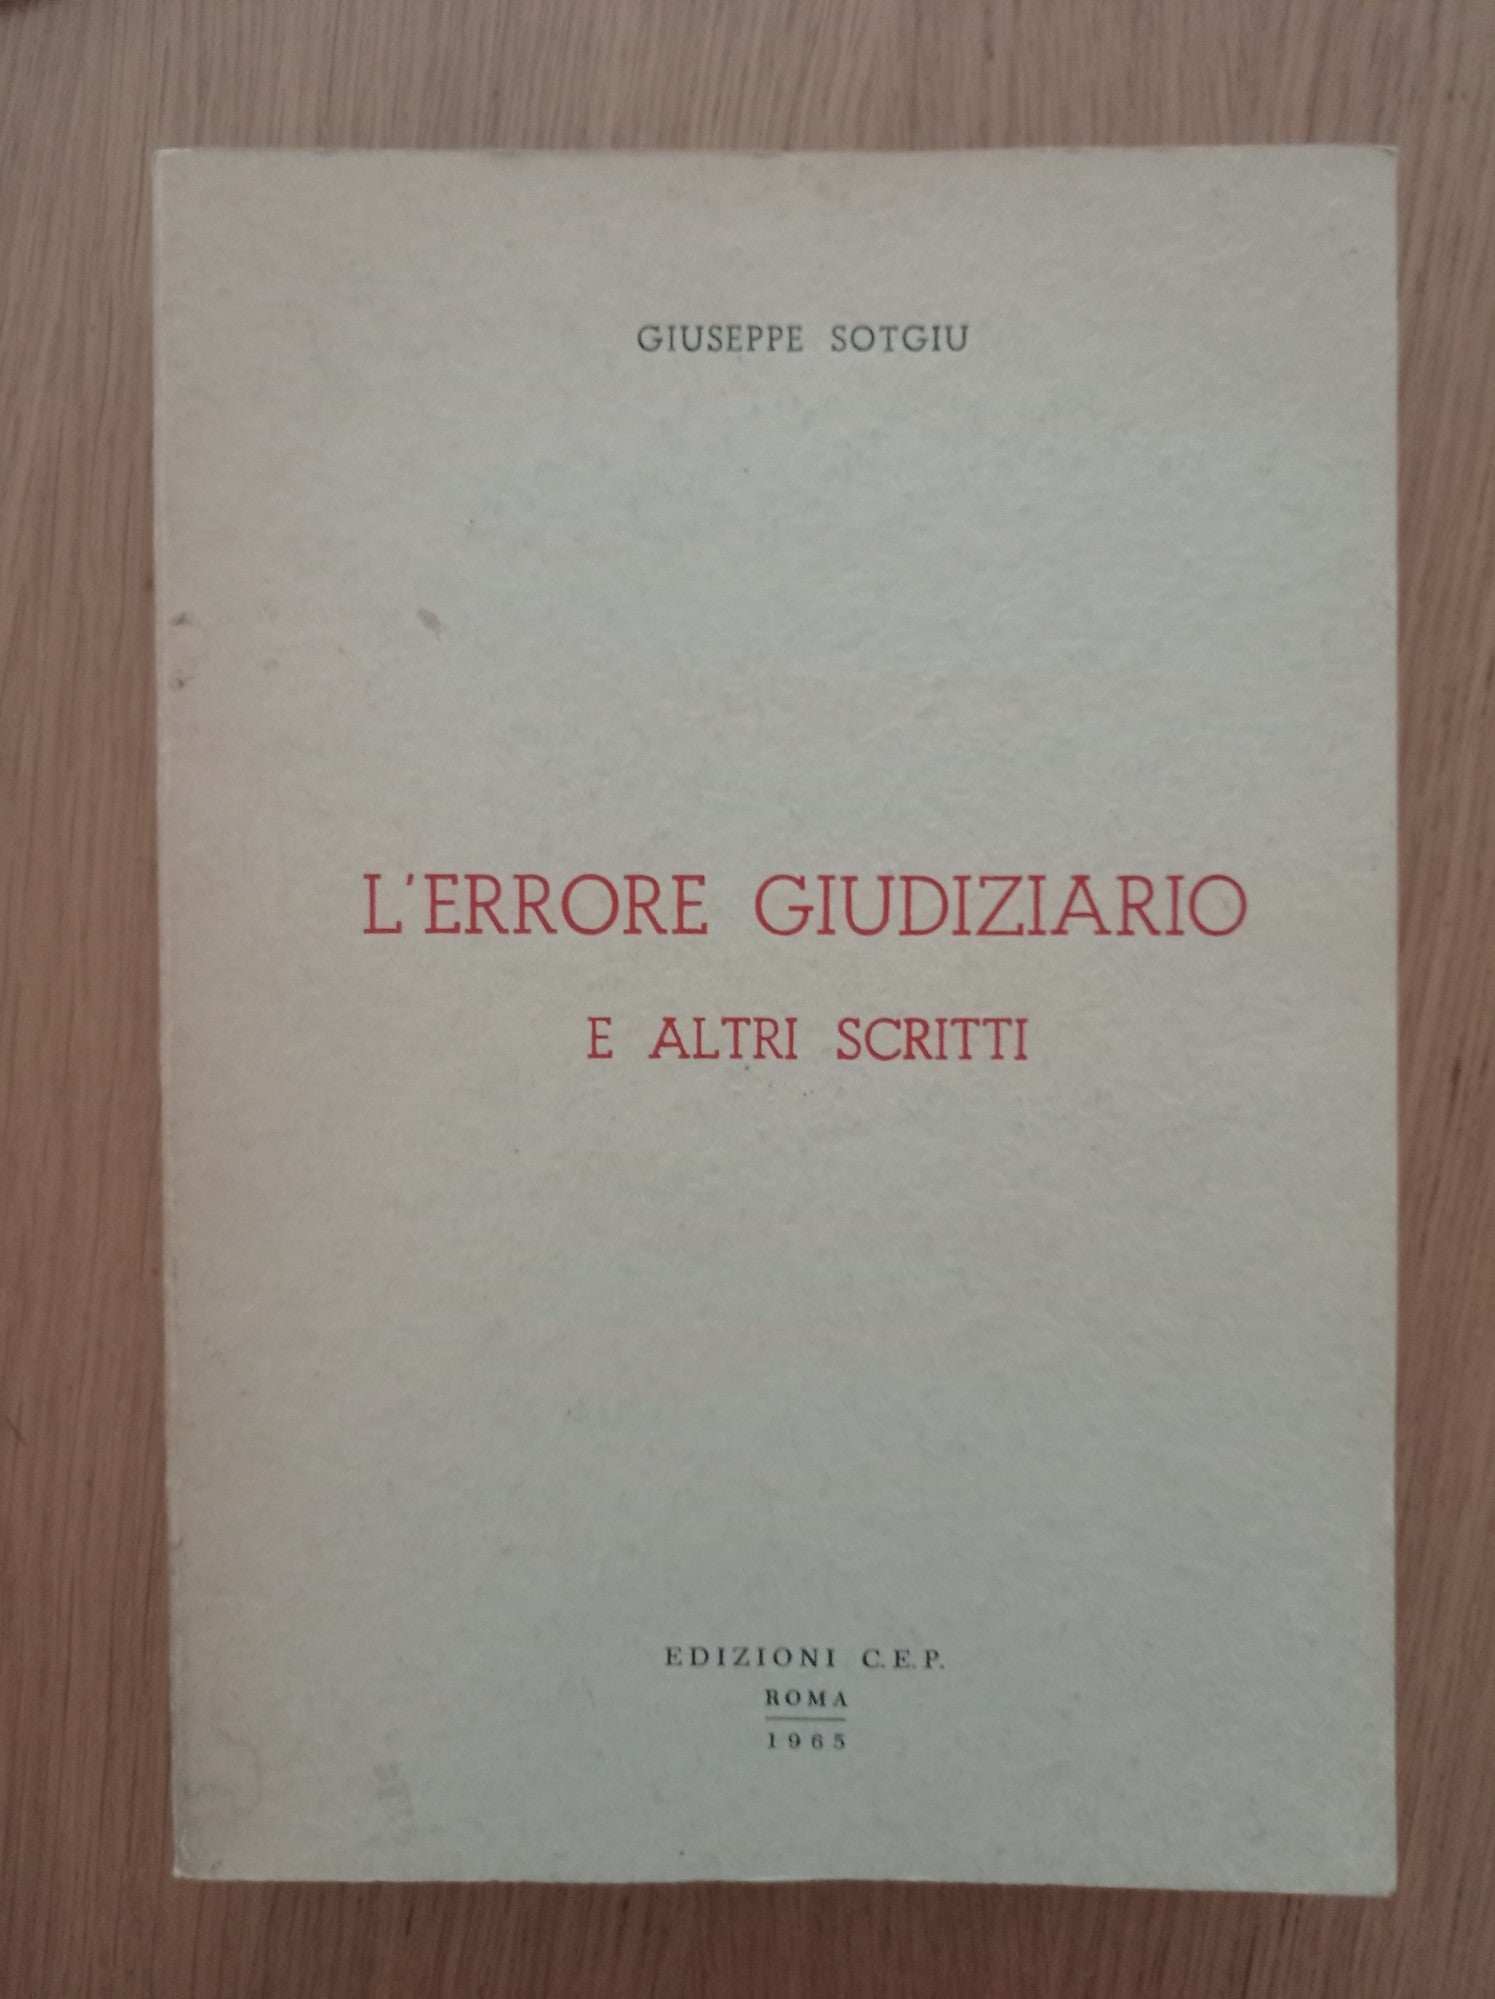 GIUSEPPE SOTGIU
L'ERRORE GIUDIZIARIO
E ALTRI SCRITTI
EDIZIONI C.E.P.
ROMA
1965